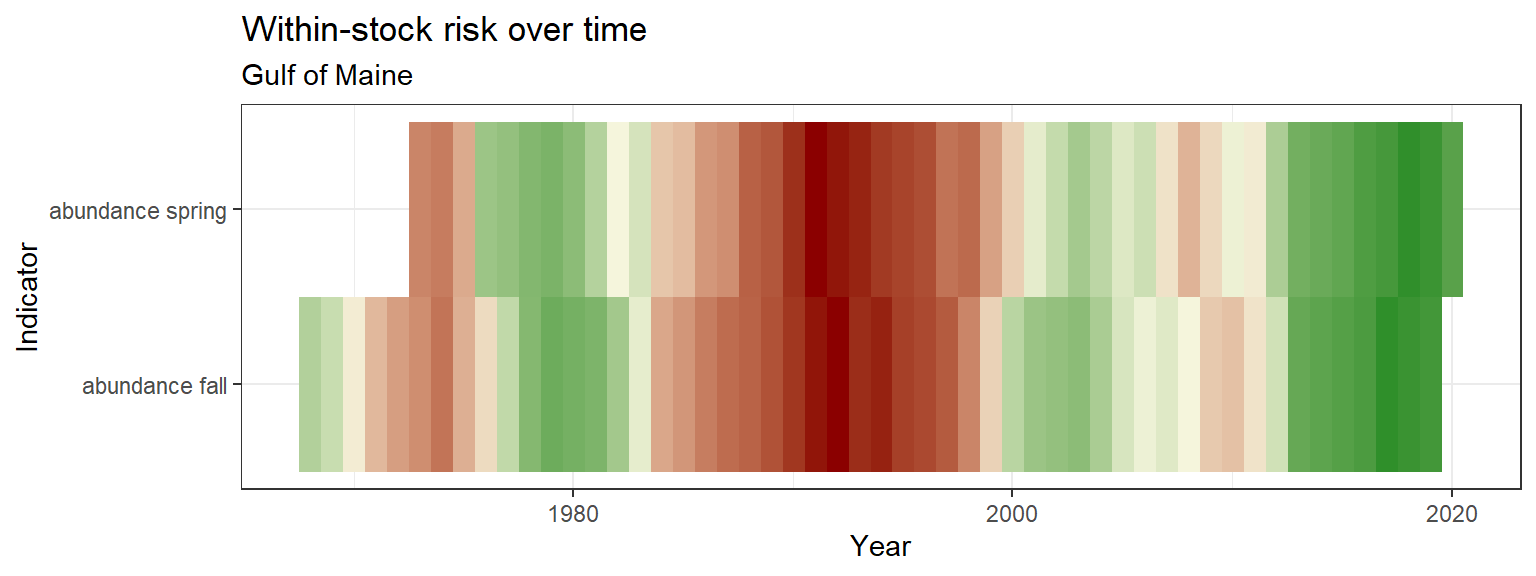 Within-stock risk over time
Gulf of Maine
Indicator
abundance spring
abundance fall
1980
2000
2020
Year